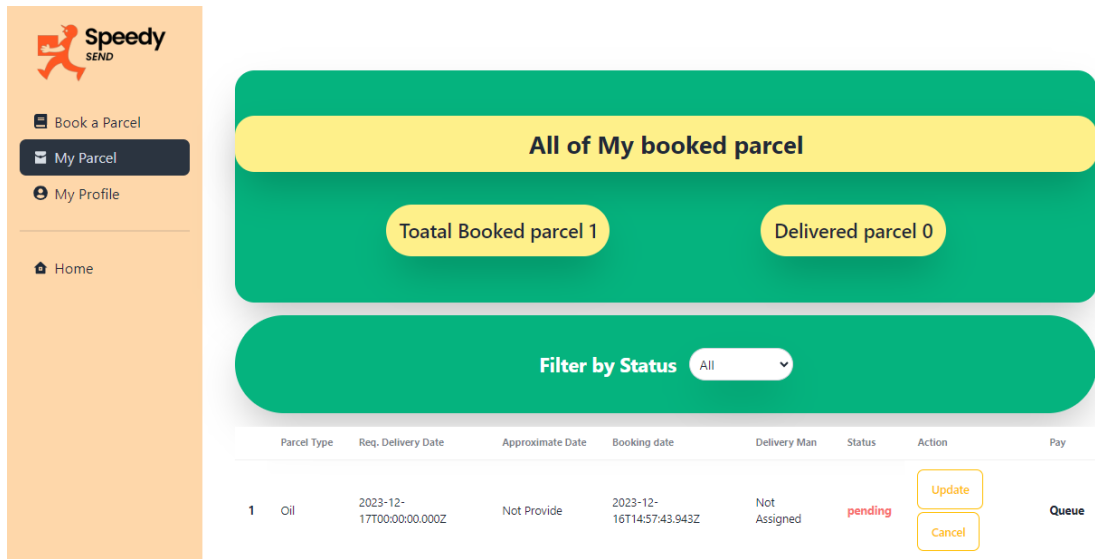 Speedy
SEND
Book a Parcel
My Parcel
My Profile
Home
All of My booked parcel
Toatal Booked parcel 1
Delivered parcel 0
Filter by Status All
Parcel Type Req. Delivery Date Approximate Date Booking date Delivery Man Status Action Pay
1 Oil 2023-12-17T00:00:00.000Z Not Provide 2023-12-16T14:57:43.943Z Not Assigned pending Update Cancel Queue